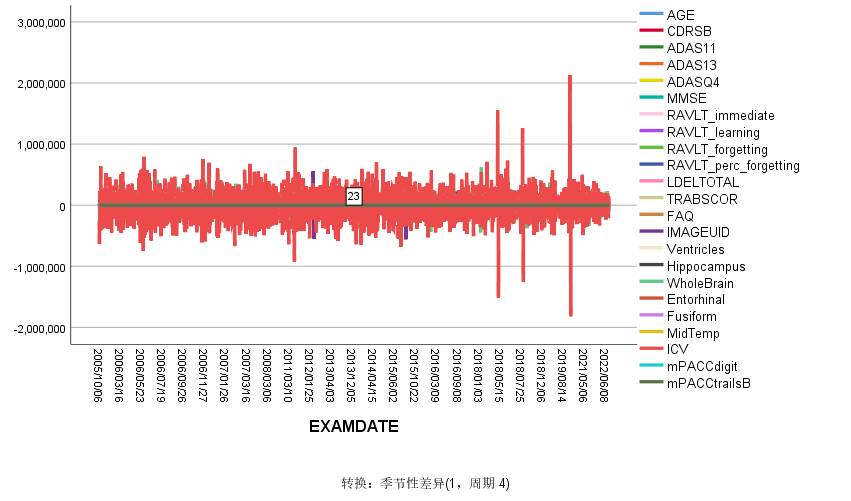 3,000,000
2,000,000
1,000,000
0
-1,000,000
-2,000,000
23
2005/10/06
2006/03/16
2006/05/23
2006/07/19
2006/09/26
2006/11/27
2007/01/26
2007/03/16
2008/03/06
2011/03/10
2012/01/25
2013/04/03
2013/12/05
2014/04/15
2015/06/02
2015/10/22
2016/03/09
2016/09/08
2018/01/03
2018/05/15
2018/07/25
2018/12/06
2019/08/14
2021/05/06
2022/06/08
EXAMDATE
AGE
CDRSB
ADAS11
ADAS13
ADASQ4
MMSE
RAVLT_immediate
RAVLT_learning
RAVLT_forgetting
RAVLT_perc_forgetting
LDELTOTAL
TRABSCOR
FAQ
IMAGEUID
Ventricles
Hippocampus
WholeBrain
Entorhinal
Fusiform
MidTemp
ICV
mPACCdigit
mPACCtrailsB
转换：季节性差异(1，周期 4)